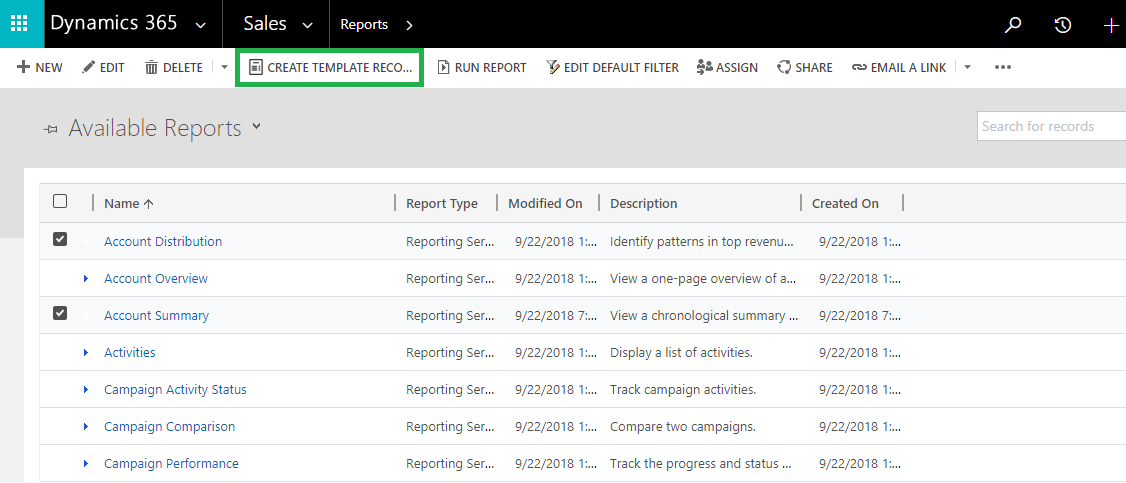 Dynamics 365 Sales Reports
NEW EDIT DELETE CREATE TEMPLATE RECO... RUN REPORT EDIT DEFAULT FILTER ASSIGN SHARE EMAIL A LINK
Available Reports
Search for records
Name Report Type Modified On Description Created On
Account Distribution Reporting Ser... 9/22/2018 1:... Identify patterns in top revenu... 9/22/2018 1:...
Account Overview Reporting Ser... 9/22/2018 1:... View a one-page overview of a... 9/22/2018 1:...
Account Summary Reporting Ser... 9/22/2018 7:... View a chronological summary ... 9/22/2018 7:...
Activities Reporting Ser... 9/22/2018 1:... Display a list of activities. 9/22/2018 1:...
Campaign Activity Status Reporting Ser... 9/22/2018 1:... Track campaign activities. 9/22/2018 1:...
Campaign Comparison Reporting Ser... 9/22/2018 1:... Compare two campaigns. 9/22/2018 1:...
Campaign Performance Reporting Ser... 9/22/2018 1:... Track the progress and status ... 9/22/2018 1:...